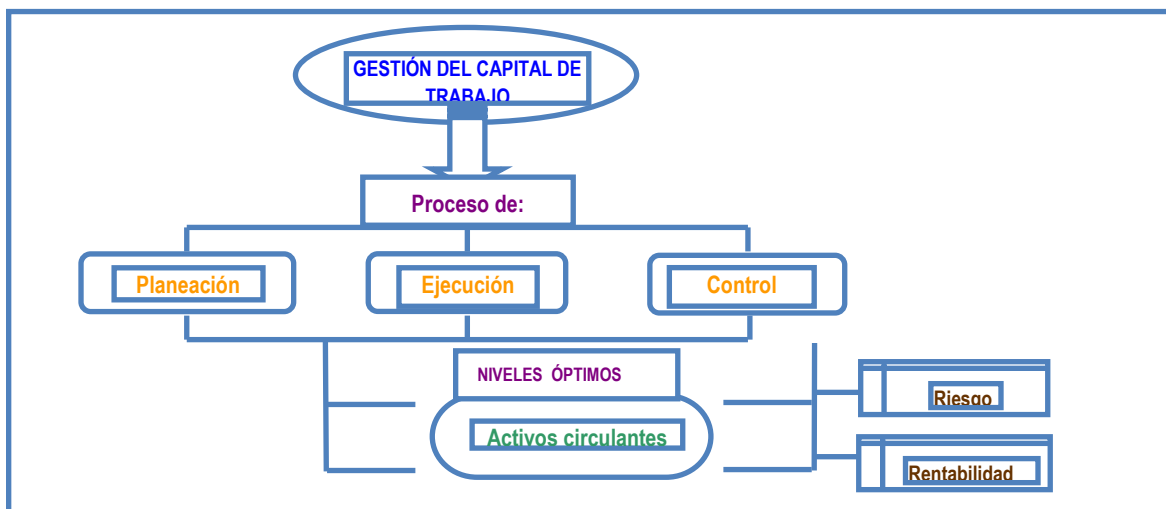 GESTIÓN DEL CAPITAL DE
TRABAJO
Proceso de:
Planeación
Ejecución
Control
NIVELES ÓPTIMOS
Riesgo
Activos circulantes
Rentabilidad